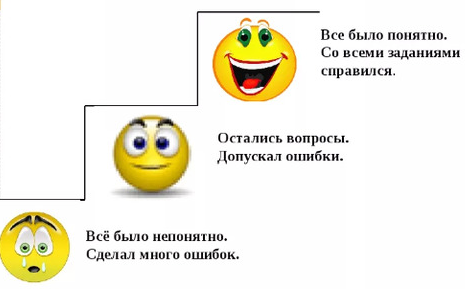 Все было понятно.
Со всеми заданиями
справился.
Остались вопросы.
Допускал ошибки.
Всё было непонятно.
Сделал много ошибок.